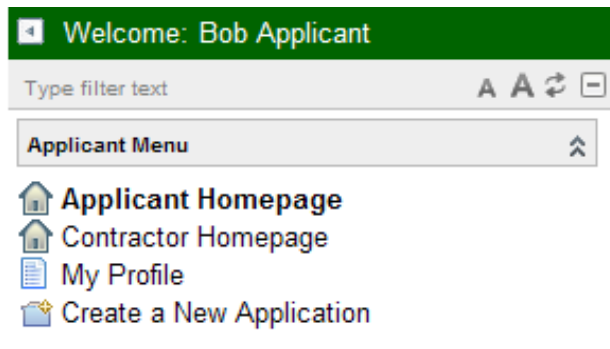 Welcome: Bob Applicant
Type filter text A A
Applicant Menu
Applicant Homepage
Contractor Homepage
My Profile
Create a New Application